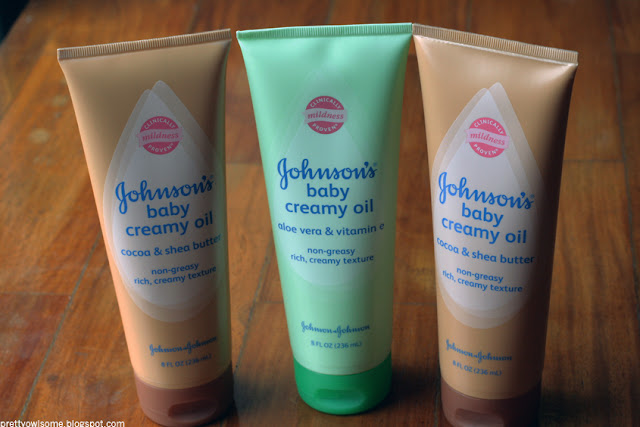 CLINICALLY
mildness
PROVEN
Johnson's®
baby
creamy oil
cocoa & shea butter
non-greasy
rich, creamy texture
Johnson & Johnson
8 FL OZ (236 mL)
CLINICALLY
mildness
PROVEN
Johnson's®
baby
creamy oil
aloe vera & vitamin e
non-greasy
rich, creamy texture
Johnson & Johnson
8 FL OZ (236 mL)
CLINICALLY
mildness
PROVEN
Johnson's®
baby
creamy oil
cocoa & shea butter
non-greasy
rich, creamy texture
Johnson & Johnson
8 FL OZ (236 mL)
prettyowlsome.blogspot.com